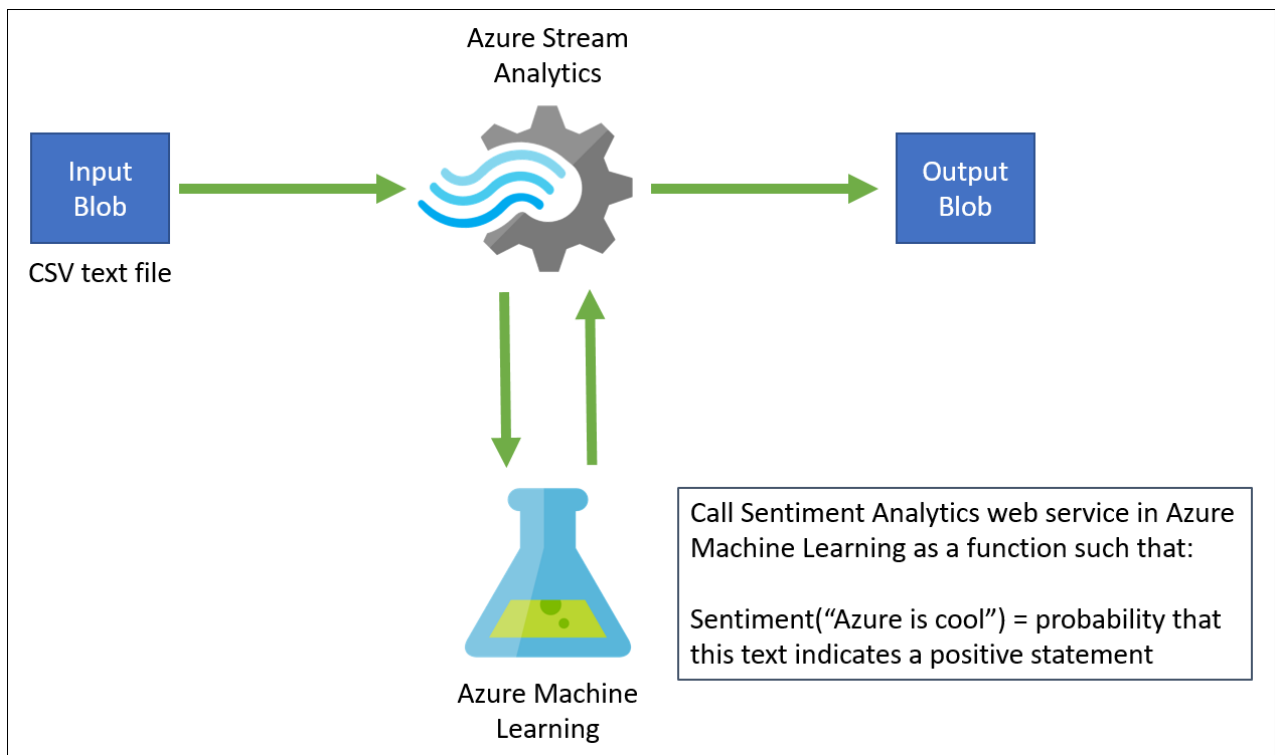 Azure Stream
Analytics
Input
Blob
Output
Blob
CSV text file
Call Sentiment Analytics web service in Azure
Machine Learning as a function such that:
Sentiment(“Azure is cool”) = probability that
this text indicates a positive statement
Azure Machine
Learning